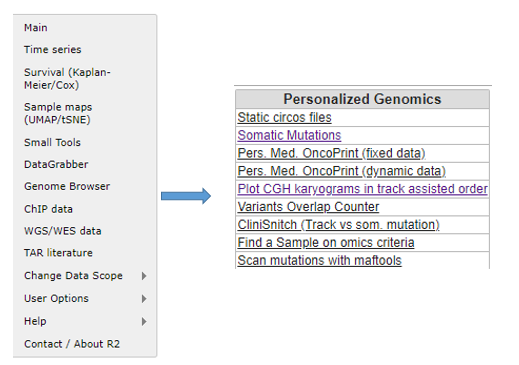 Main
Time series
Survival (Kaplan-
Meier/Cox)
Sample maps
(UMAP/tSNE)
Small Tools
DataGrabber
Genome Browser
ChIP data
WGS/WES data
TAR literature
Change Data Scope
User Options
Help
Contact / About R2
Personalized Genomics
Static circos files
Somatic Mutations
Pers. Med. OncoPrint (fixed data)
Pers. Med. OncoPrint (dynamic data)
Plot CGH karyograms in track assisted order
Variants Overlap Counter
CliniSnitch (Track vs som. mutation)
Find a Sample on omics criteria
Scan mutations with maftools